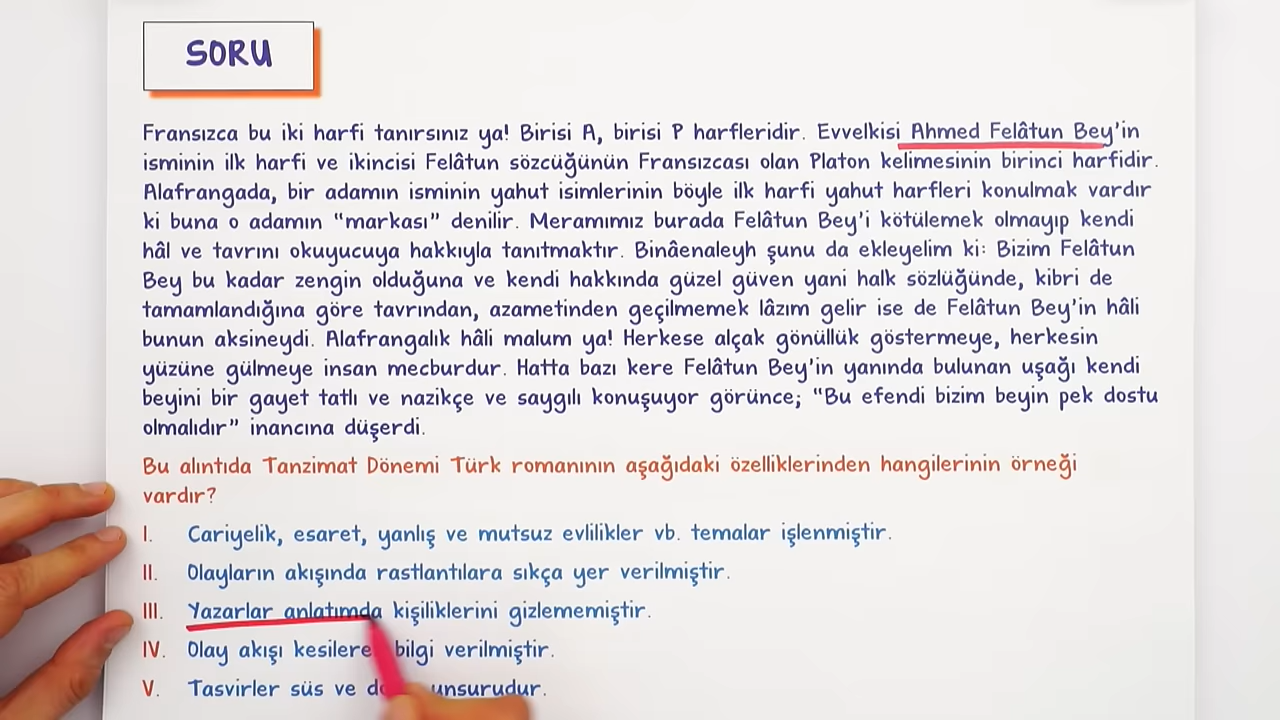 SORU
Fransızca bu iki harfi tanırsınız ya! Birisi A, birisi P harfleridir. Evvelkisi Ahmed Felâtun Bey'in
isminin ilk harfi ve ikincisi Felâtun sözcüğünün Fransızcası olan Platon kelimesinin birinci harfidir.
Alafrangada, bir adamın isminin yahut isimlerinin böyle ilk harfi yahut harfleri konulmak vardır
ki buna o adamın "markası" denilir. Meramımız burada Felâtun Bey'i kötülemek olmayıp kendi
hâl ve tavrını okuyucuya hakkıyla tanıtmaktır. Binâenaleyh şunu da ekleyelim ki: Bizim Felâtun
Bey bu kadar zengin olduğuna ve kendi hakkında güzel güven yani halk sözlüğünde, kibri de
tamamlandığına göre tavrından, azametinden geçilmemek lâzım gelir ise de Felâtun Bey'in hâli
bunun aksineydi. Alafrangalık hâli malum ya! Herkese alçak gönüllük göstermeye, herkesin
yüzüne gülmeye insan mecburdur. Hatta bazı kere Felâtun Bey'in yanında bulunan uşağı kendi
beyini bir gayet tatlı ve nazikçe ve saygılı konuşuyor görünce; "Bu efendi bizim beyin pek dostu
olmalıdır" inancına düşerdi.
Bu alıntıda Tanzimat Dönemi Türk romanının aşağıdaki özelliklerinden hangilerinin örneği
vardır?
I. Cariyelik, esaret, yanlış ve mutsuz evlilikler vb. temalar işlenmiştir.
II. Olayların akışında rastlantılara sıkça yer verilmiştir.
III. Yazarlar anlatımda kişiliklerini gizlememiştir.
IV. Olay akışı bilgi verilmiştir.
V. Tasvirler süs ve unsurudur.